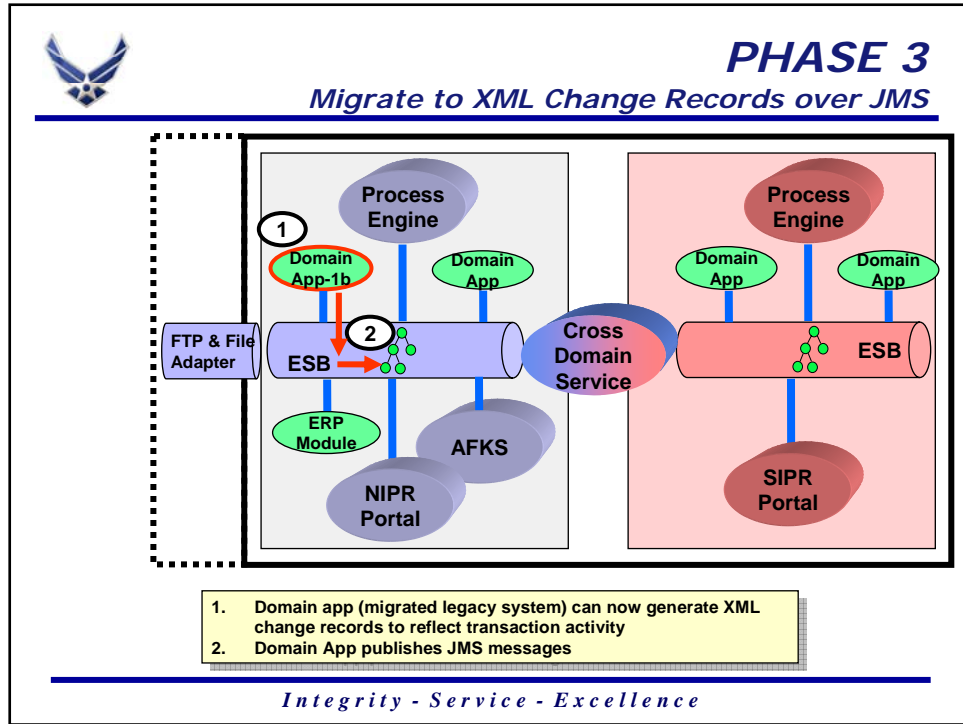 PHASE 3
Migrate to XML Change Records over JMS
Process
Engine
Process
Engine
1
Domain
App-1b
Domain
App
Domain
App
Domain
App
2
FTP & File
Adapter
ESB
Cross
Domain
Service
ESB
ERP
Module
AFKS
NIPR
Portal
SIPR
Portal
1. Domain app (migrated legacy system) can now generate XML
change records to reflect transaction activity
2. Domain App publishes JMS messages
Integrity - Service - Excellence